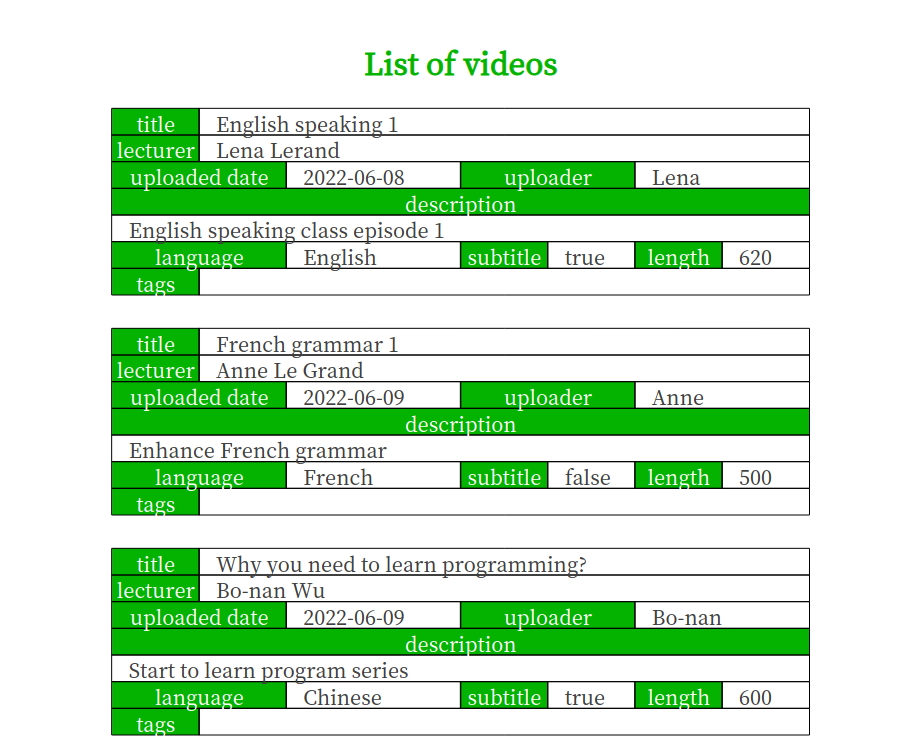 List of videos
title English speaking 1
lecturer Lena Lerand
uploaded date 2022-06-08 uploader Lena
description
English speaking class episode 1
language English subtitle true length 620
tags
title French grammar 1
lecturer Anne Le Grand
uploaded date 2022-06-09 uploader Anne
description
Enhance French grammar
language French subtitle false length 500
tags
title Why you need to learn programming?
lecturer Bo-nan Wu
uploaded date 2022-06-09 uploader Bo-nan
description
Start to learn program series
language Chinese subtitle true length 600
tags